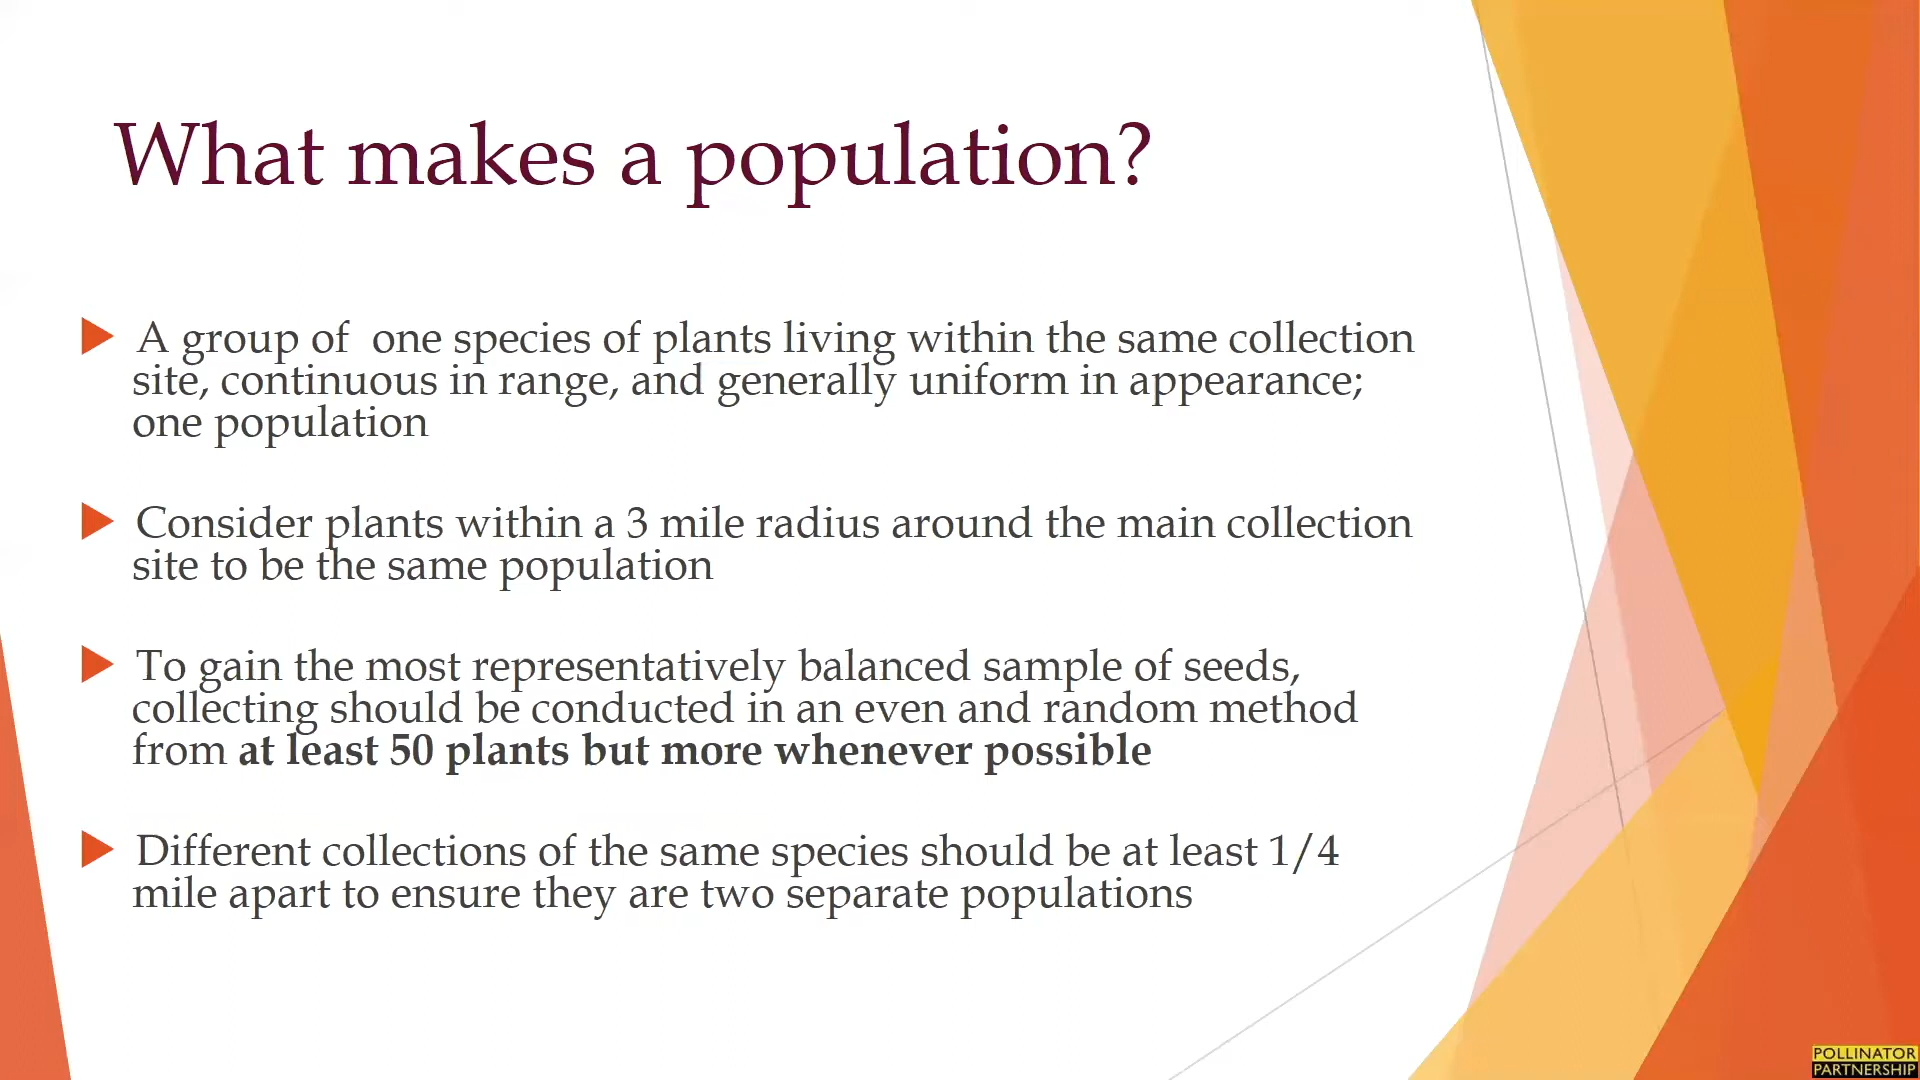 What makes a population?
A group of  one species of plants living within the same collection
site, continuous in range, and generally uniform in appearance;
one population
Consider plants within a 3 mile radius around the main collection
site to be the same population
To gain the most representatively balanced sample of seeds,
collecting should be conducted in an even and random method
from at least 50 plants but more whenever possible
Different collections of the same species should be at least 1/4
mile apart to ensure they are two separate populations
POLLINATOR
PARTNERSHIP